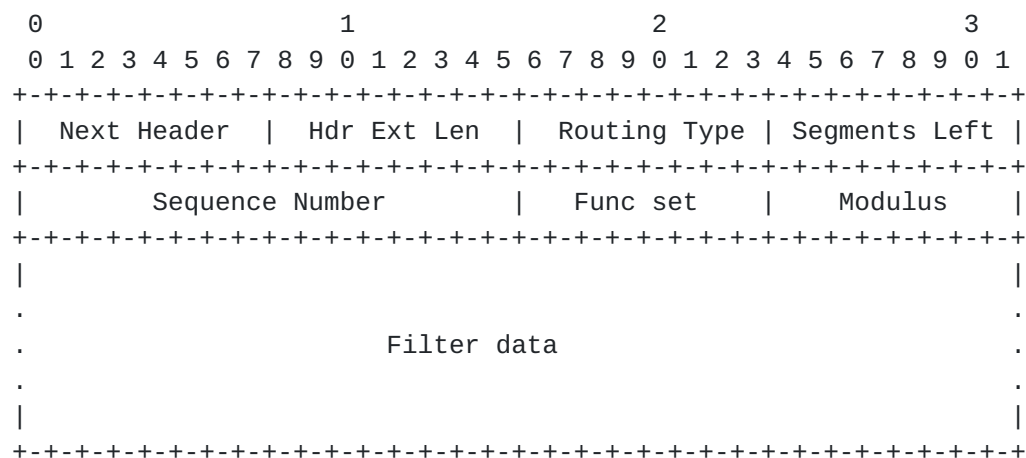 0                   1                   2                   3
 0 1 2 3 4 5 6 7 8 9 0 1 2 3 4 5 6 7 8 9 0 1 2 3 4 5 6 7 8 9 0 1
+-+-+-+-+-+-+-+-+-+-+-+-+-+-+-+-+-+-+-+-+-+-+-+-+-+-+-+-+-+-+-+-+
|  Next Header  |  Hdr Ext Len  |  Routing Type | Segments Left |
+-+-+-+-+-+-+-+-+-+-+-+-+-+-+-+-+-+-+-+-+-+-+-+-+-+-+-+-+-+-+-+-+
|        Sequence Number        |   Func set    |    Modulus    |
+-+-+-+-+-+-+-+-+-+-+-+-+-+-+-+-+-+-+-+-+-+-+-+-+-+-+-+-+-+-+-+-+
|                                                               |
.                                                               .
.                       Filter data                             .
.                                                               .
|                                                               |
+-+-+-+-+-+-+-+-+-+-+-+-+-+-+-+-+-+-+-+-+-+-+-+-+-+-+-+-+-+-+-+-+